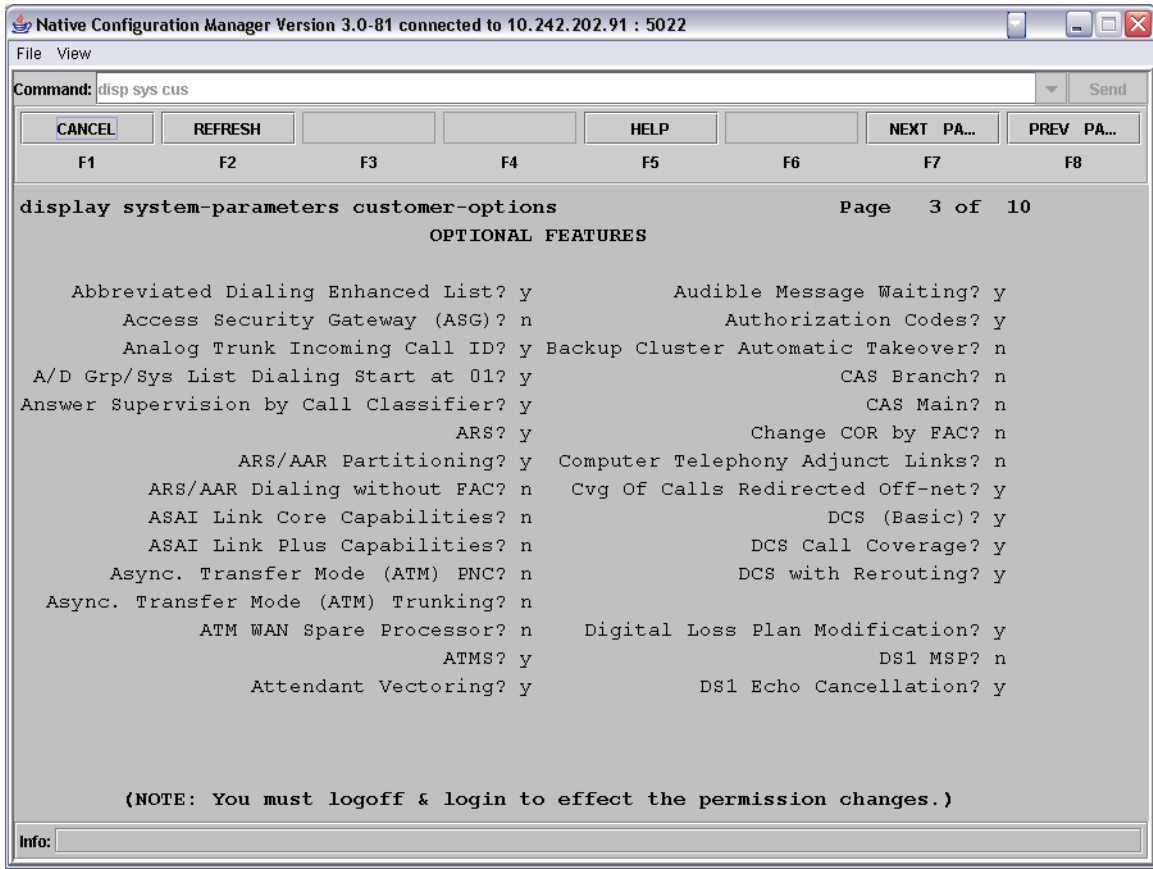 Native Configuration Manager Version 3.0-81 connected to 10.242.202.91 : 5022
File View
Command: disp sys cus Send
CANCEL REFRESH HELP NEXT PA... PREV PA...
F1 F2 F3 F4 F5 F6 F7 F8
display system-parameters customer-options Page 3 of 10
OPTIONAL FEATURES
Abbreviated Dialing Enhanced List? y Audible Message Waiting? y
Access Security Gateway (ASG)? n Authorization Codes? y
Analog Trunk Incoming Call ID? y Backup Cluster Automatic Takeover? n
A/D Grp/Sys List Dialing Start at 01? y CAS Branch? n
Answer Supervision by Call Classifier? y CAS Main? n
ARS? y Change COR by FAC? n
ARS/AAR Partitioning? y Computer Telephony Adjunct Links? n
ARS/AAR Dialing without FAC? n Cvg Of Calls Redirected Off-net? y
ASAI Link Core Capabilities? n DCS (Basic)? y
ASAI Link Plus Capabilities? n DCS Call Coverage? y
Async. Transfer Mode (ATM) PNC? n DCS with Rerouting? y
Async. Transfer Mode (ATM) Trunking? n
ATM WAN Spare Processor? n Digital Loss Plan Modification? y
ATMS? y DS1 MSP? n
Attendant Vectoring? y DS1 Echo Cancellation? y
(NOTE: You must logoff & login to effect the permission changes.)
Info: